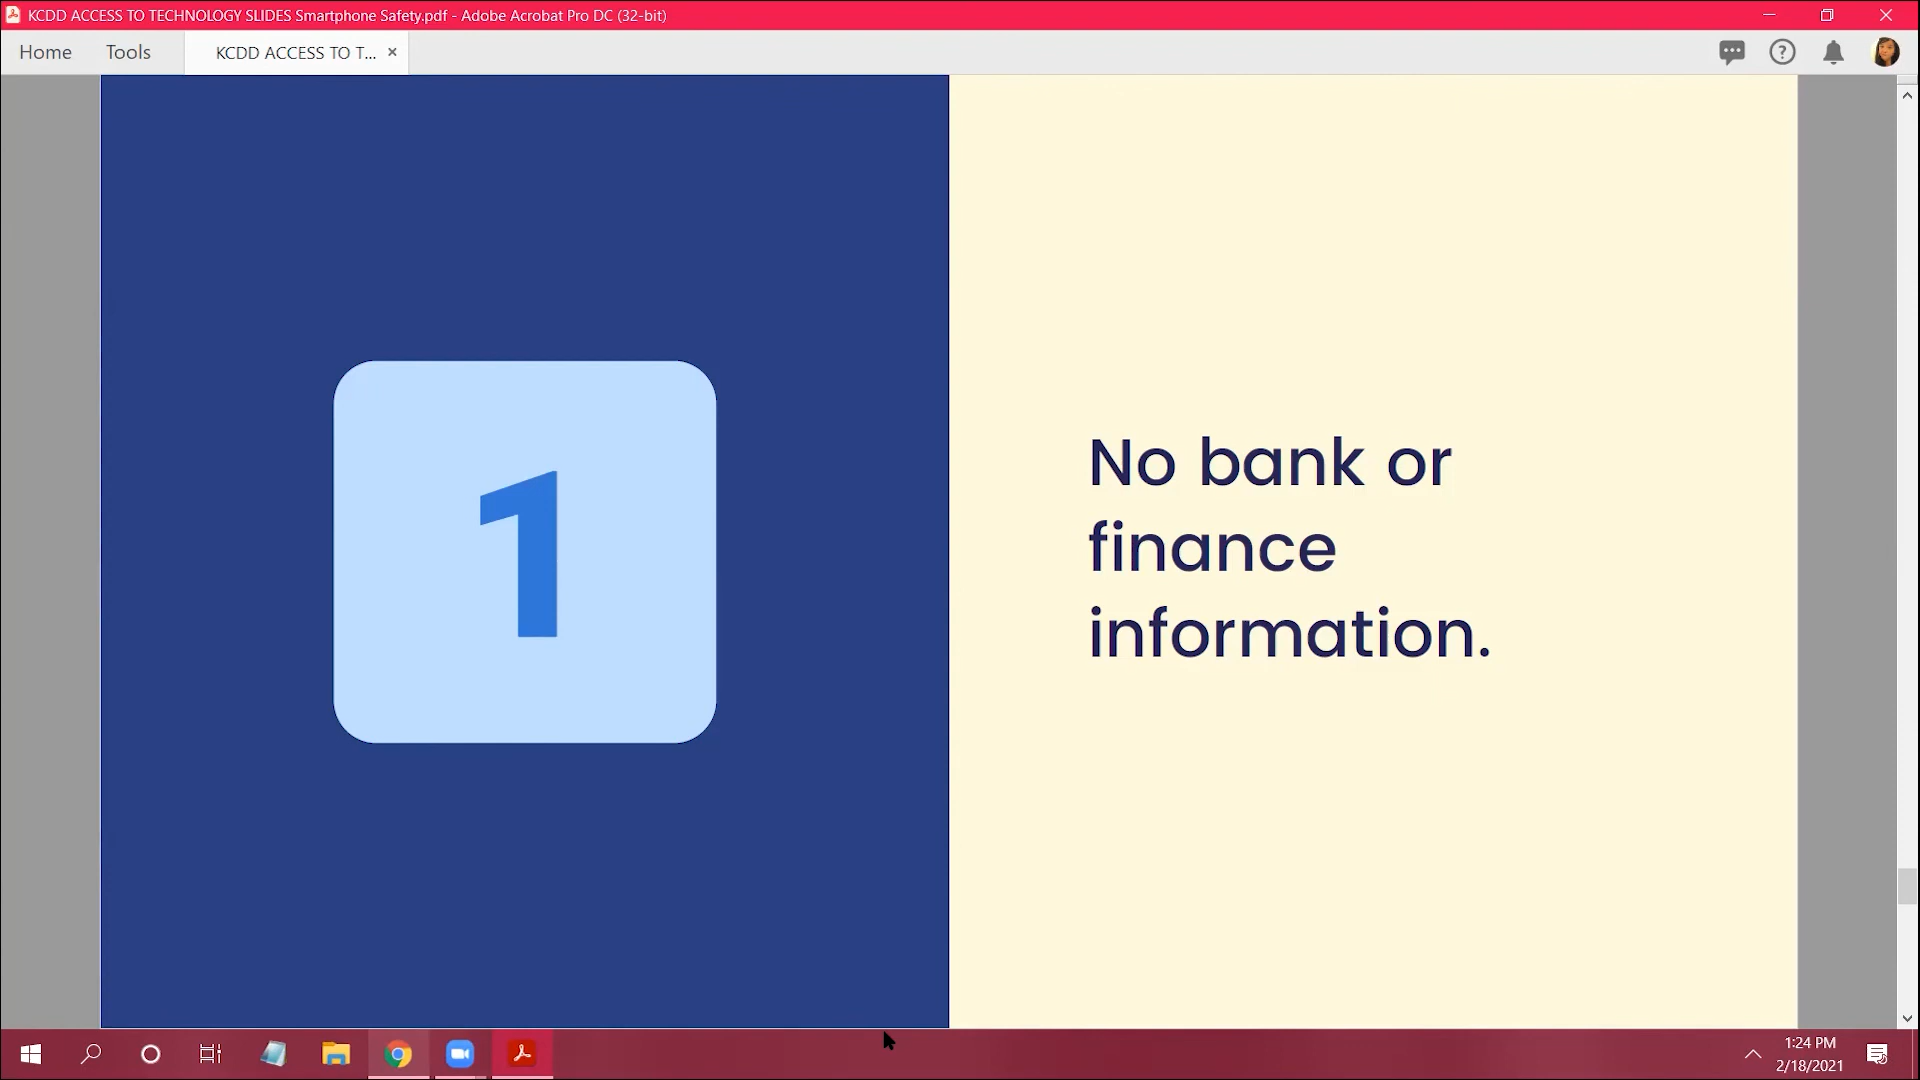 KCDD ACCESS TO TECHNOLOGY SLIDES Smartphone Safety.pdf - Adobe Acrobat Pro DC (32-bit)
Home Tools KCDD ACCESS TO T...
1
No bank or
finance
information.
1:24 PM
2/18/2021